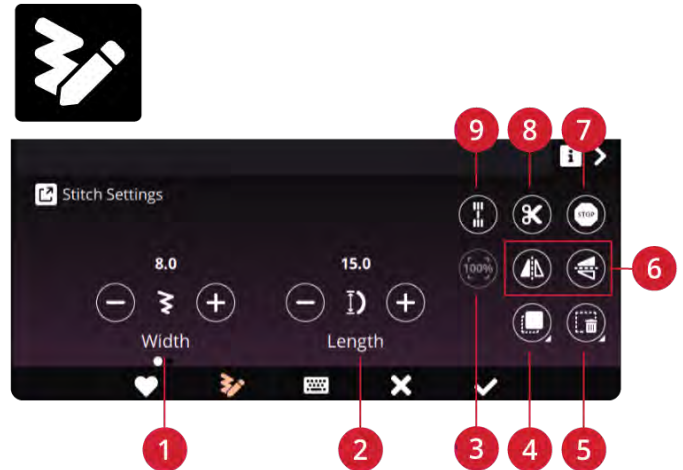 9 8 7
i
Stitch Settings
STOP
8.0 15.0
100%
6
Width Length
1 2 3 4 5